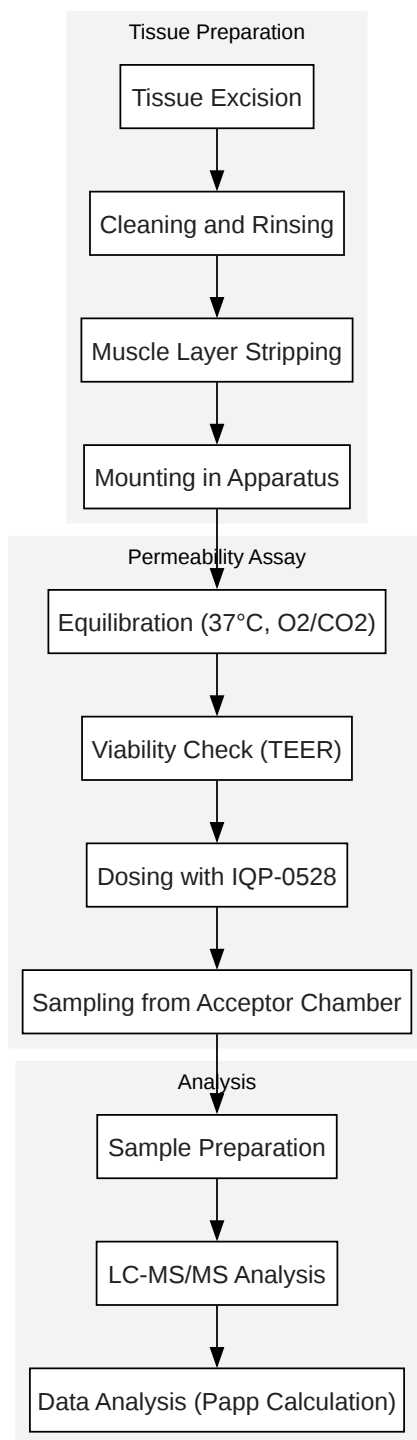 Tissue Preparation
Tissue Excision
Cleaning and Rinsing
Muscle Layer Stripping
Mounting in Apparatus
Permeability Assay
Equilibration (37°C, O2/CO2)
Viability Check (TEER)
Dosing with IQP-0528
Sampling from Acceptor Chamber
Analysis
Sample Preparation
LC-MS/MS Analysis
Data Analysis (Papp Calculation)